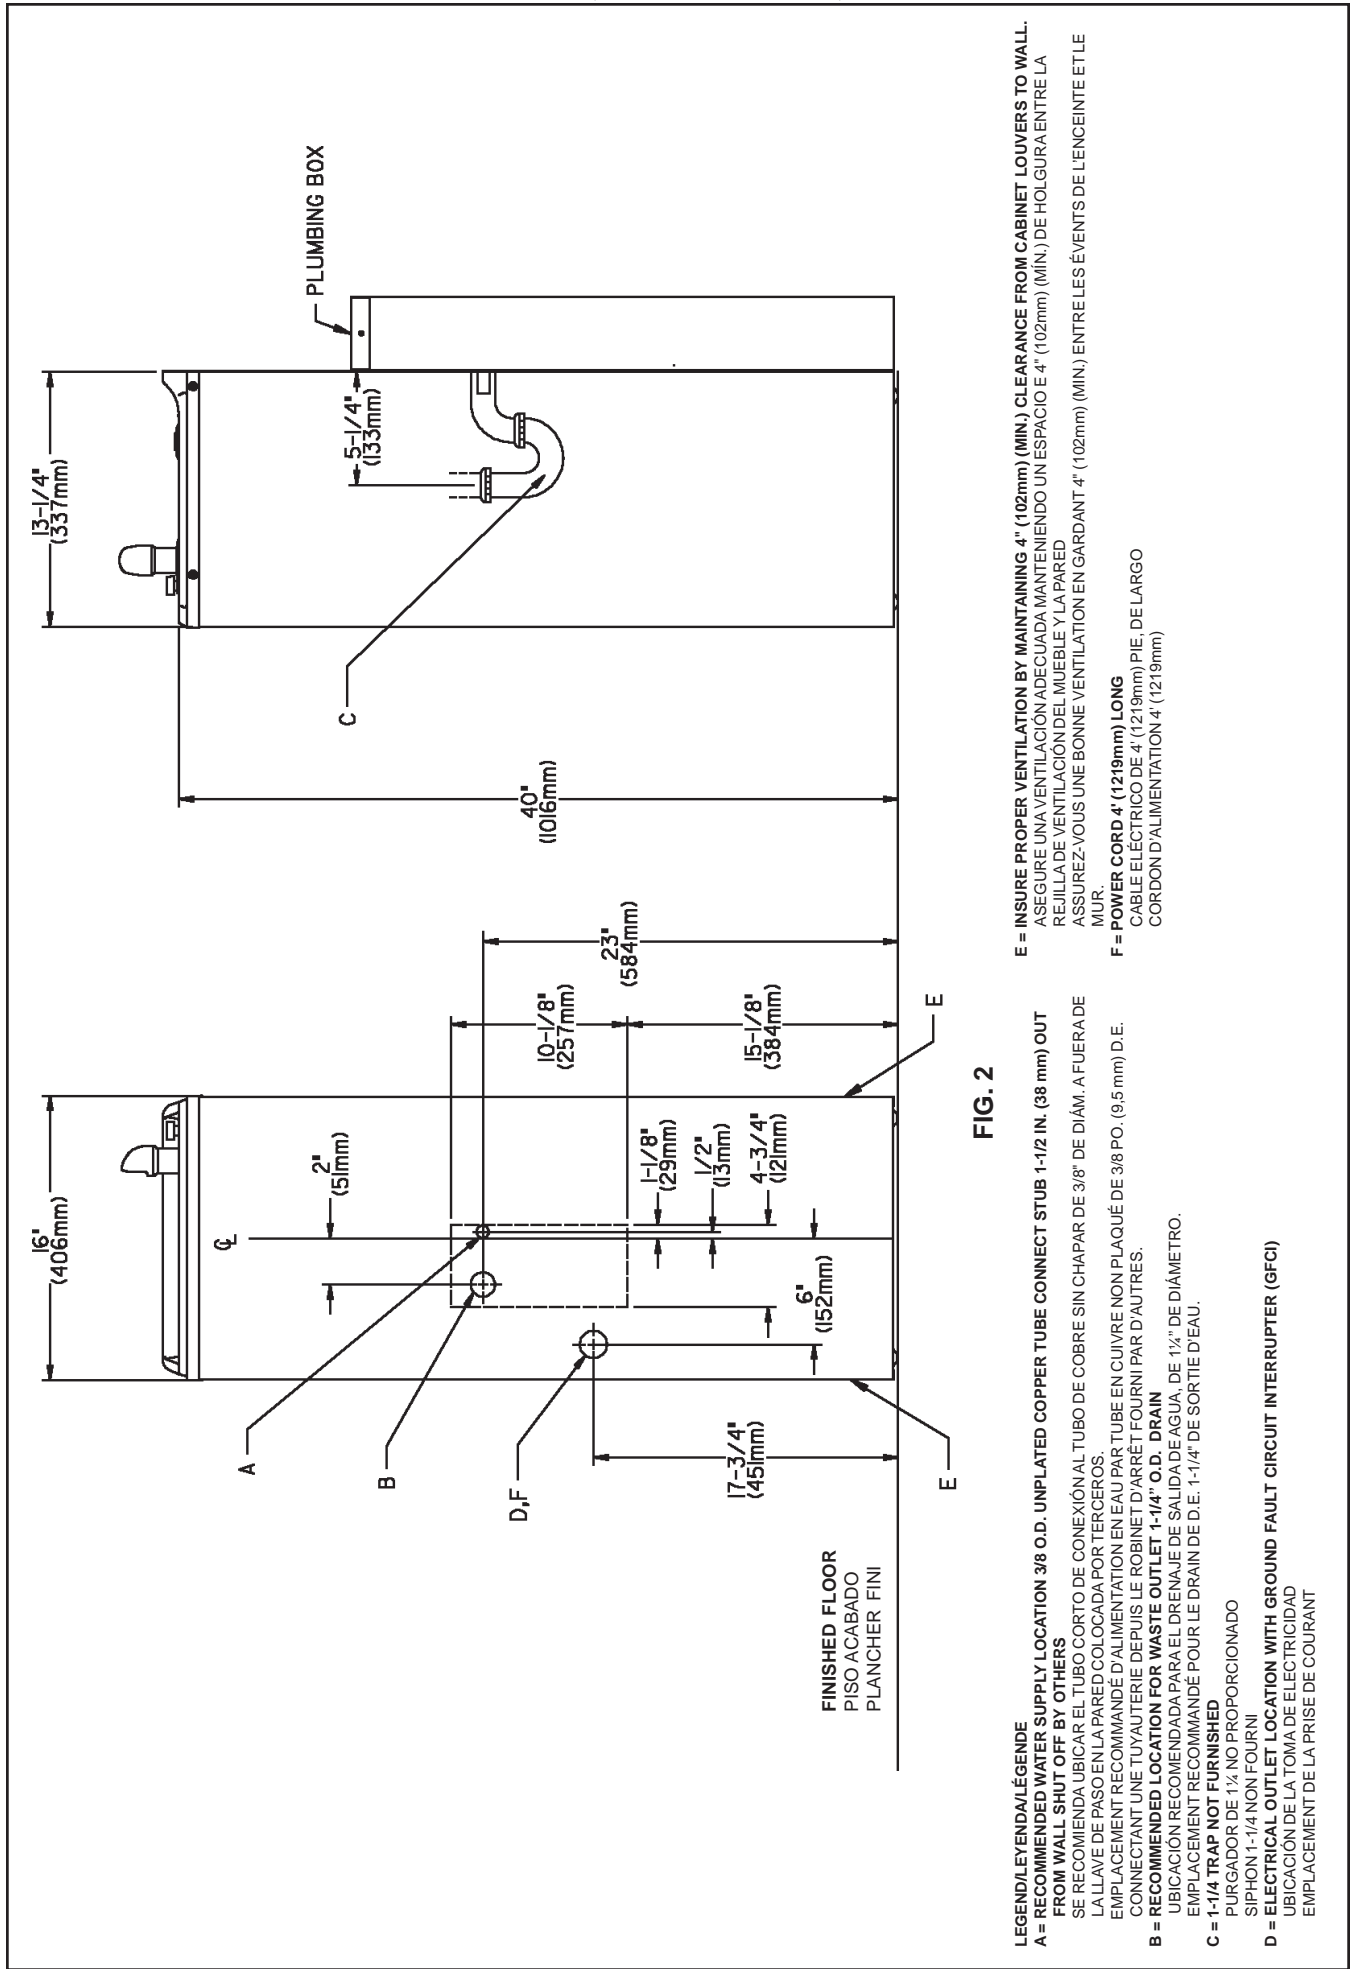 16"
(406mm)
2"
(51mm)
℄
A
B
D,F
E
17-3/4"
(451mm)
6"
(152mm)
1-1/8"
(29mm)
1/2"
(13mm)
4-3/4"
(121mm)
10-1/8"
(257mm)
15-1/8"
(384mm)
23"
(584mm)
E
FINISHED FLOOR
PISO ACABADO
PLANCHER FINI
40"
(1016mm)
13-1/4"
(337mm)
C
5-1/4"
(133mm)
PLUMBING BOX
FIG. 2
LEGEND/LEYENDA/LÉGENDE
A = RECOMMENDED WATER SUPPLY LOCATION 3/8 O.D. UNPLATED COPPER TUBE CONNECT STUB 1-1/2 IN. (38 mm) OUT
FROM WALL SHUT OFF BY OTHERS
SE RECOMIENDA UBICAR EL TUBO CORTO DE CONEXIÓN AL TUBO DE COBRE SIN CHAPAR DE 3/8" DE DIÁM. A FUERA DE
LA LLAVE DE PASO EN LA PARED COLOCADA POR TERCEROS.
EMPLACEMENT RECOMMANDÉ D'ALIMENTATION EN EAU PAR TUBE EN CUIVRE NON PLAQUÉ DE 3/8 PO. (9,5 mm) D.E.
CONNECTANT UNE TUYAUTERIE DEPUIS LE ROBINET D'ARRÊT FOURNI PAR D'AUTRES.
B = RECOMMENDED LOCATION FOR WASTE OUTLET 1-1/4" O.D. DRAIN
UBICACIÓN RECOMENDADA PARA EL DRENAJE DE SALIDA DE AGUA, DE 1¼" DE DIÁMETRO.
EMPLACEMENT RECOMMANDÉ POUR LE DRAIN DE D.E. 1-1/4" DE SORTIE D'EAU.
C = 1-1/4 TRAP NOT FURNISHED
PURGADOR DE 1¼ NO PROPORCIONADO
SIPHON 1-1/4 NON FOURNI
D = ELECTRICAL OUTLET LOCATION WITH GROUND FAULT CIRCUIT INTERRUPTER (GFCI)
UBICACIÓN DE LA TOMA DE ELECTRICIDAD
EMPLACEMENT DE LA PRISE DE COURANT
E = INSURE PROPER VENTILATION BY MAINTAINING 4" (102mm) (MIN.) CLEARANCE FROM CABINET LOUVERS TO WALL.
ASEGURE UNA VENTILACIÓN ADECUADA MANTENIENDO UN ESPACIO E 4" (102mm) (MÍN.) DE HOLGURA ENTRE LA
REJILLA DE VENTILACIÓN DEL MUEBLE Y LA PARED
ASSUREZ-VOUS UNE BONNE VENTILATION EN GARDANT 4" (102mm) (MIN.) ENTRE LES ÉVENTS DE L'ENCEINTE ET LE
MUR.
F = POWER CORD 4' (1219mm) LONG
CABLE ELÉCTRICO DE 4' (1219mm) PIE, DE LARGO
CORDON D'ALIMENTATION 4' (1219mm)